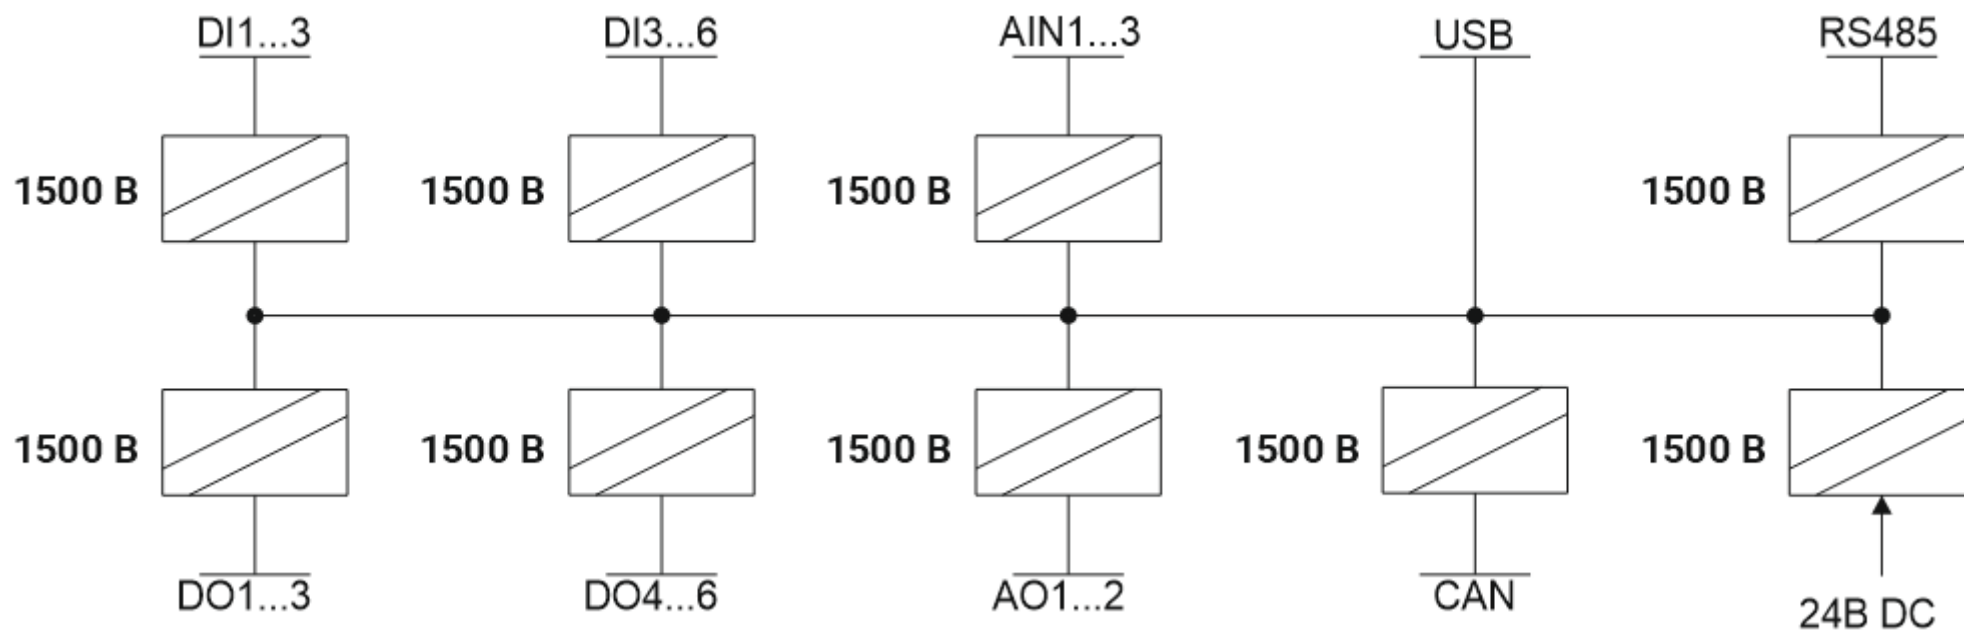 DI1...3 DI3...6 AIN1...3 USB RS485
1500 В 1500 В 1500 В 1500 В
1500 В 1500 В 1500 В 1500 В 1500 В
DO1...3 DO4...6 AO1...2 CAN 24В DC